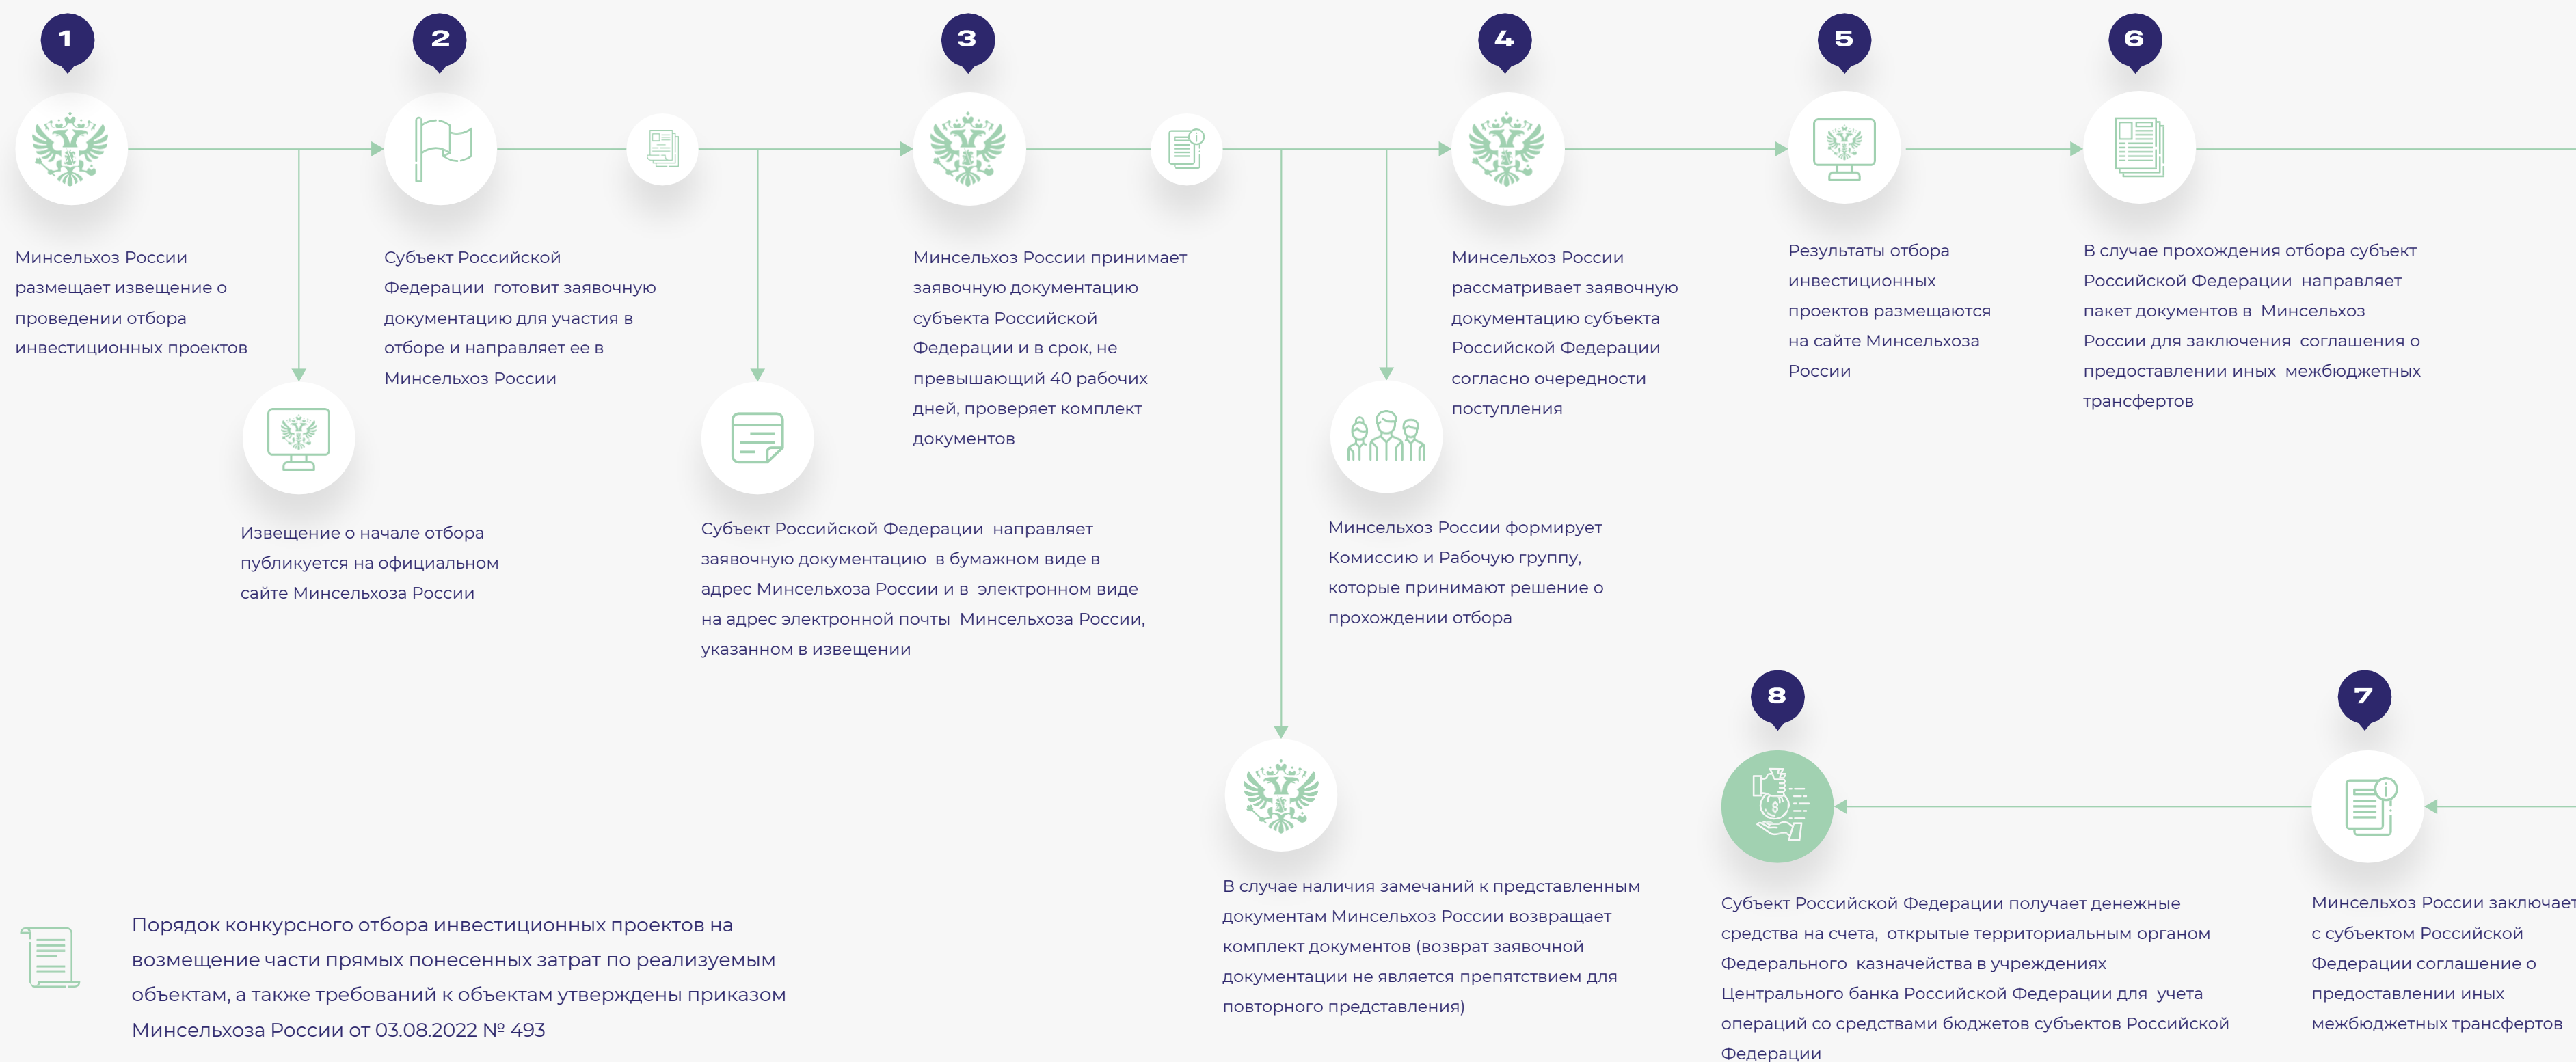 1
Минсельхоз России
размещает извещение о
проведении отбора
инвестиционных проектов
Извещение о начале отбора
публикуется на официальном
сайте Минсельхоза России
2
Субъект Российской
Федерации готовит заявочную
документацию для участия в
отборе и направляет ее в
Минсельхоз России
Субъект Российской Федерации направляет
заявочную документацию в бумажном виде в
адрес Минсельхоза России и в электронном виде
на адрес электронной почты Минсельхоза России,
указанном в извещении
3
Минсельхоз России принимает
заявочную документацию
субъекта Российской
Федерации и в срок, не
превышающий 40 рабочих
дней, проверяет комплект
документов
В случае наличия замечаний к представленным
документам Минсельхоз России возвращает
комплект документов (возврат заявочной
документации не является препятствием для
повторного представления)
Минсельхоз России формирует
Комиссию и Рабочую группу,
которые принимают решение о
прохождении отбора
4
Минсельхоз России
рассматривает заявочную
документацию субъекта
Российской Федерации
согласно очередности
поступления
5
Результаты отбора
инвестиционных
проектов размещаются
на сайте Минсельхоза
России
6
В случае прохождения отбора субъект
Российской Федерации направляет
пакет документов в Минсельхоз
России для заключения соглашения о
предоставлении иных межбюджетных
трансфертов
7
Минсельхоз России заключает
с субъектом Российской
Федерации соглашение о
предоставлении иных
межбюджетных трансфертов
8
Субъект Российской Федерации получает денежные
средства на счета, открытые территориальным органом
Федерального казначейства в учреждениях
Центрального банка Российской Федерации для учета
операций со средствами бюджетов субъектов Российской
Федерации
Порядок конкурсного отбора инвестиционных проектов на
возмещение части прямых понесенных затрат по реализуемым
объектам, а также требований к объектам утверждены приказом
Минсельхоза России от 03.08.2022 № 493